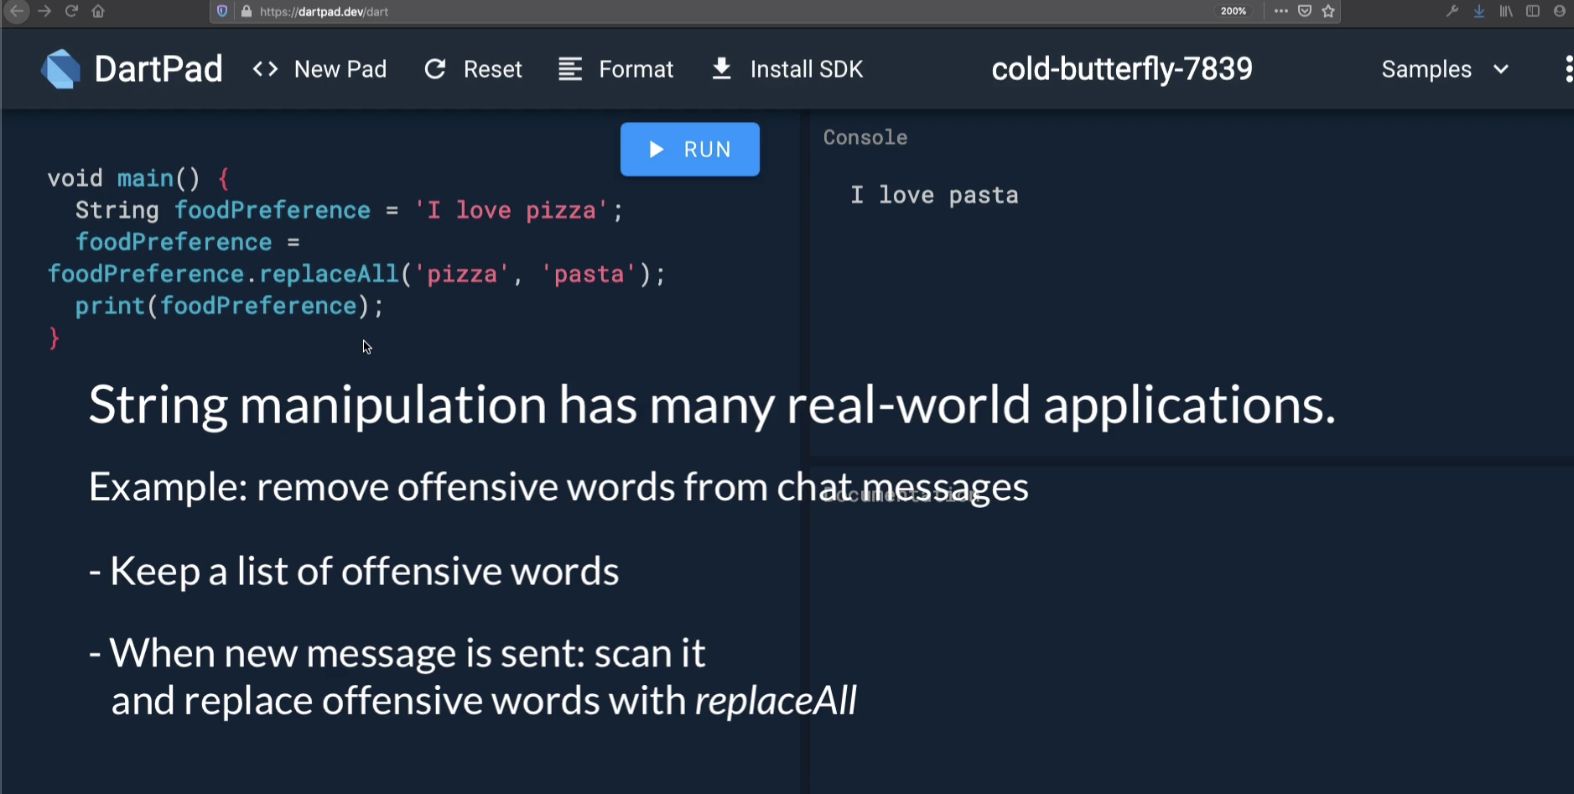 https://dartpad.dev/dart
200%
DartPad
<> New Pad
Reset
Format
Install SDK
cold-butterfly-7839
Samples
RUN
void main() {
  String foodPreference = 'I love pizza';
  foodPreference =
foodPreference.replaceAll('pizza', 'pasta');
  print(foodPreference);
}
Console
I love pasta
String manipulation has many real-world applications.
Example: remove offensive words from chat messages
Documentation
- Keep a list of offensive words
- When new message is sent: scan it
and replace offensive words with replaceAll